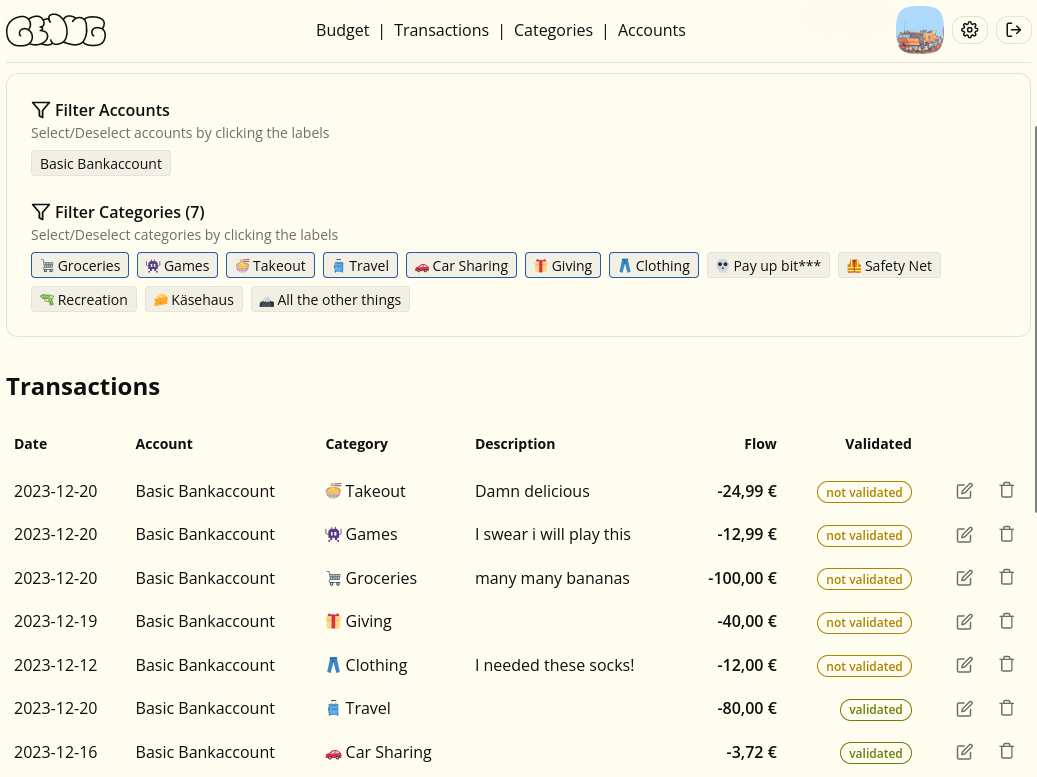 GELDUG
Budget | Transactions | Categories | Accounts
Filter Accounts
Select/Deselect accounts by clicking the labels
Basic Bankaccount
Filter Categories (7)
Select/Deselect categories by clicking the labels
Groceries Games Takeout Travel Car Sharing Giving Clothing Pay up bit*** Safety Net
Recreation Käsehaus All the other things
Transactions
Date Account Category Description Flow Validated
2023-12-20 Basic Bankaccount Takeout Damn delicious -24,99 € not validated
2023-12-20 Basic Bankaccount Games I swear i will play this -12,99 € not validated
2023-12-20 Basic Bankaccount Groceries many many bananas -100,00 € not validated
2023-12-19 Basic Bankaccount Giving -40,00 € not validated
2023-12-12 Basic Bankaccount Clothing I needed these socks! -12,00 € not validated
2023-12-20 Basic Bankaccount Travel -80,00 € validated
2023-12-16 Basic Bankaccount Car Sharing -3,72 € validated